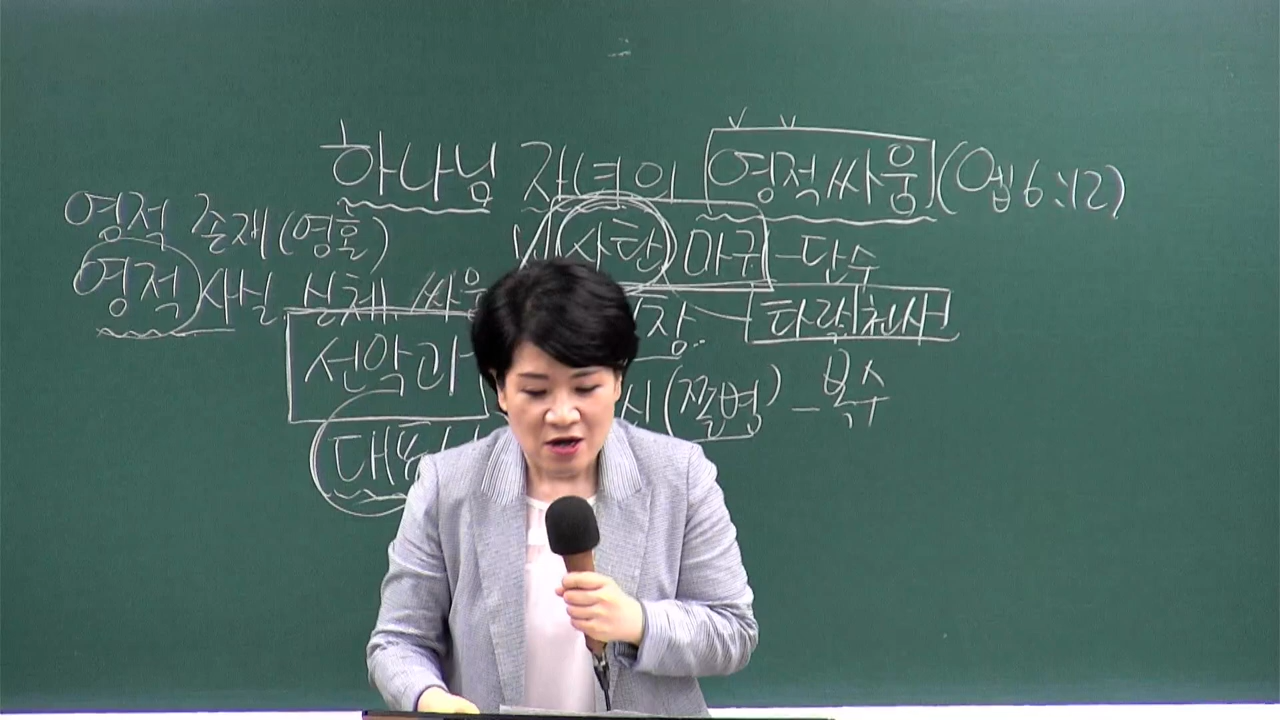 하나님 자녀의 영적싸움 (엡 6:12)
영적 존재(영혼)
사탄 마귀 - 단수
영적 사실 실체 싸움
장 타락천사
선악과
시(졸병) - 복수